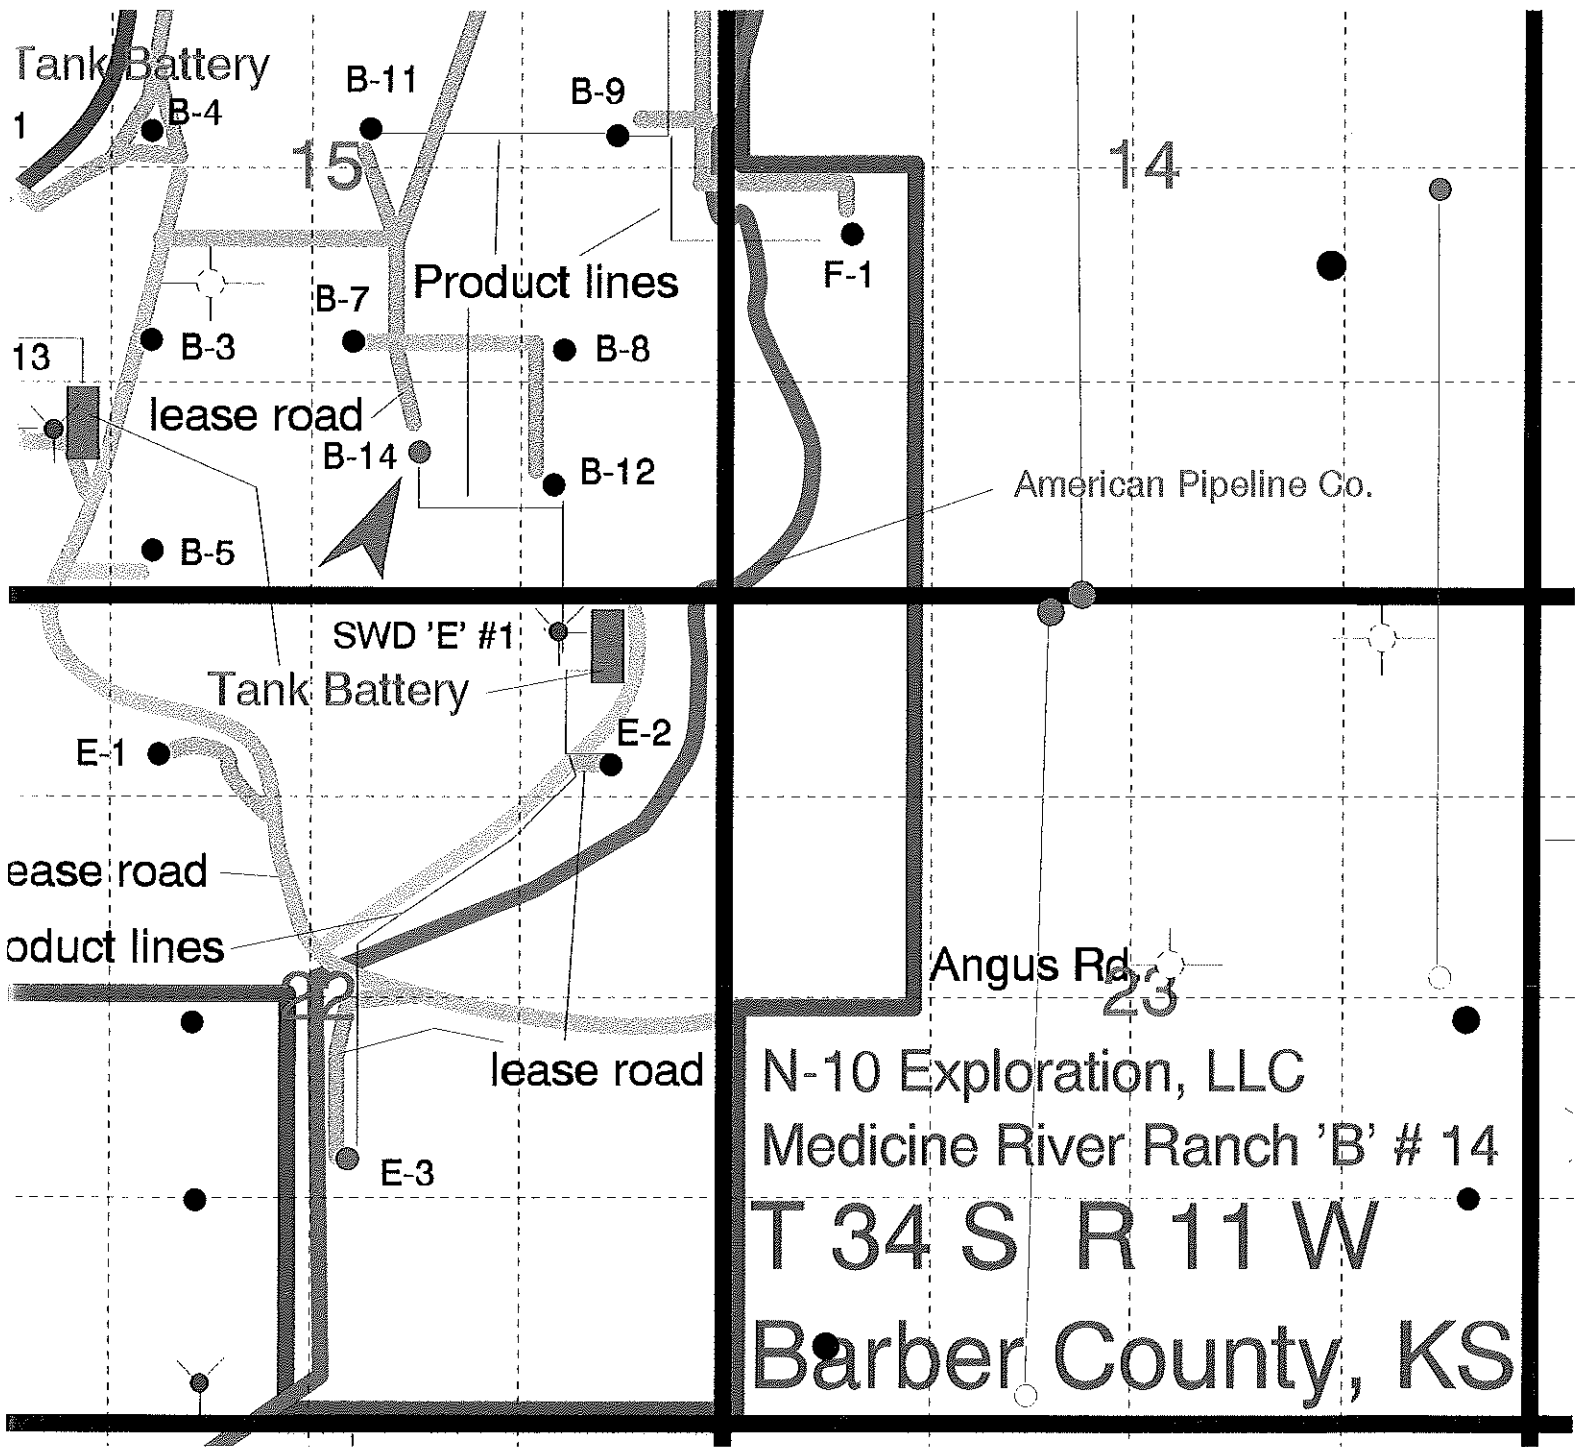 Tank Battery
B-11
B-9
B-4
1
15
14
F-1
Product lines
B-7
B-3
B-8
13
lease road
B-14
B-12
American Pipeline Co.
B-5
SWD 'E' #1
Tank Battery
E-2
E-1
ease road
oduct lines
Angus Rd.
22
23
lease road
N-10 Exploration, LLC
Medicine River Ranch 'B' # 14
E-3
T 34 S R 11 W
Barber County, KS